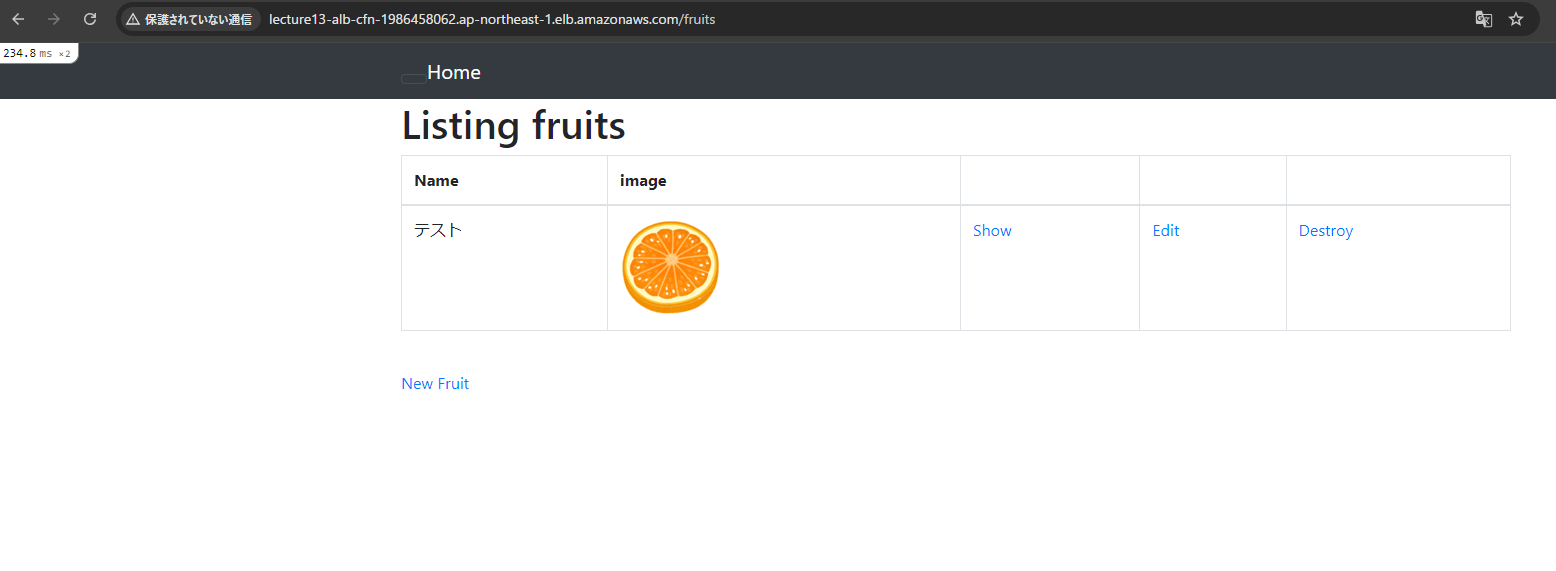 保護されていない通信 lecture13-alb-cfn-1986458062.ap-northeast-1.elb.amazonaws.com/fruits
234.8 ms ×2
Home
Listing fruits
Name image
テスト Show Edit Destroy
New Fruit